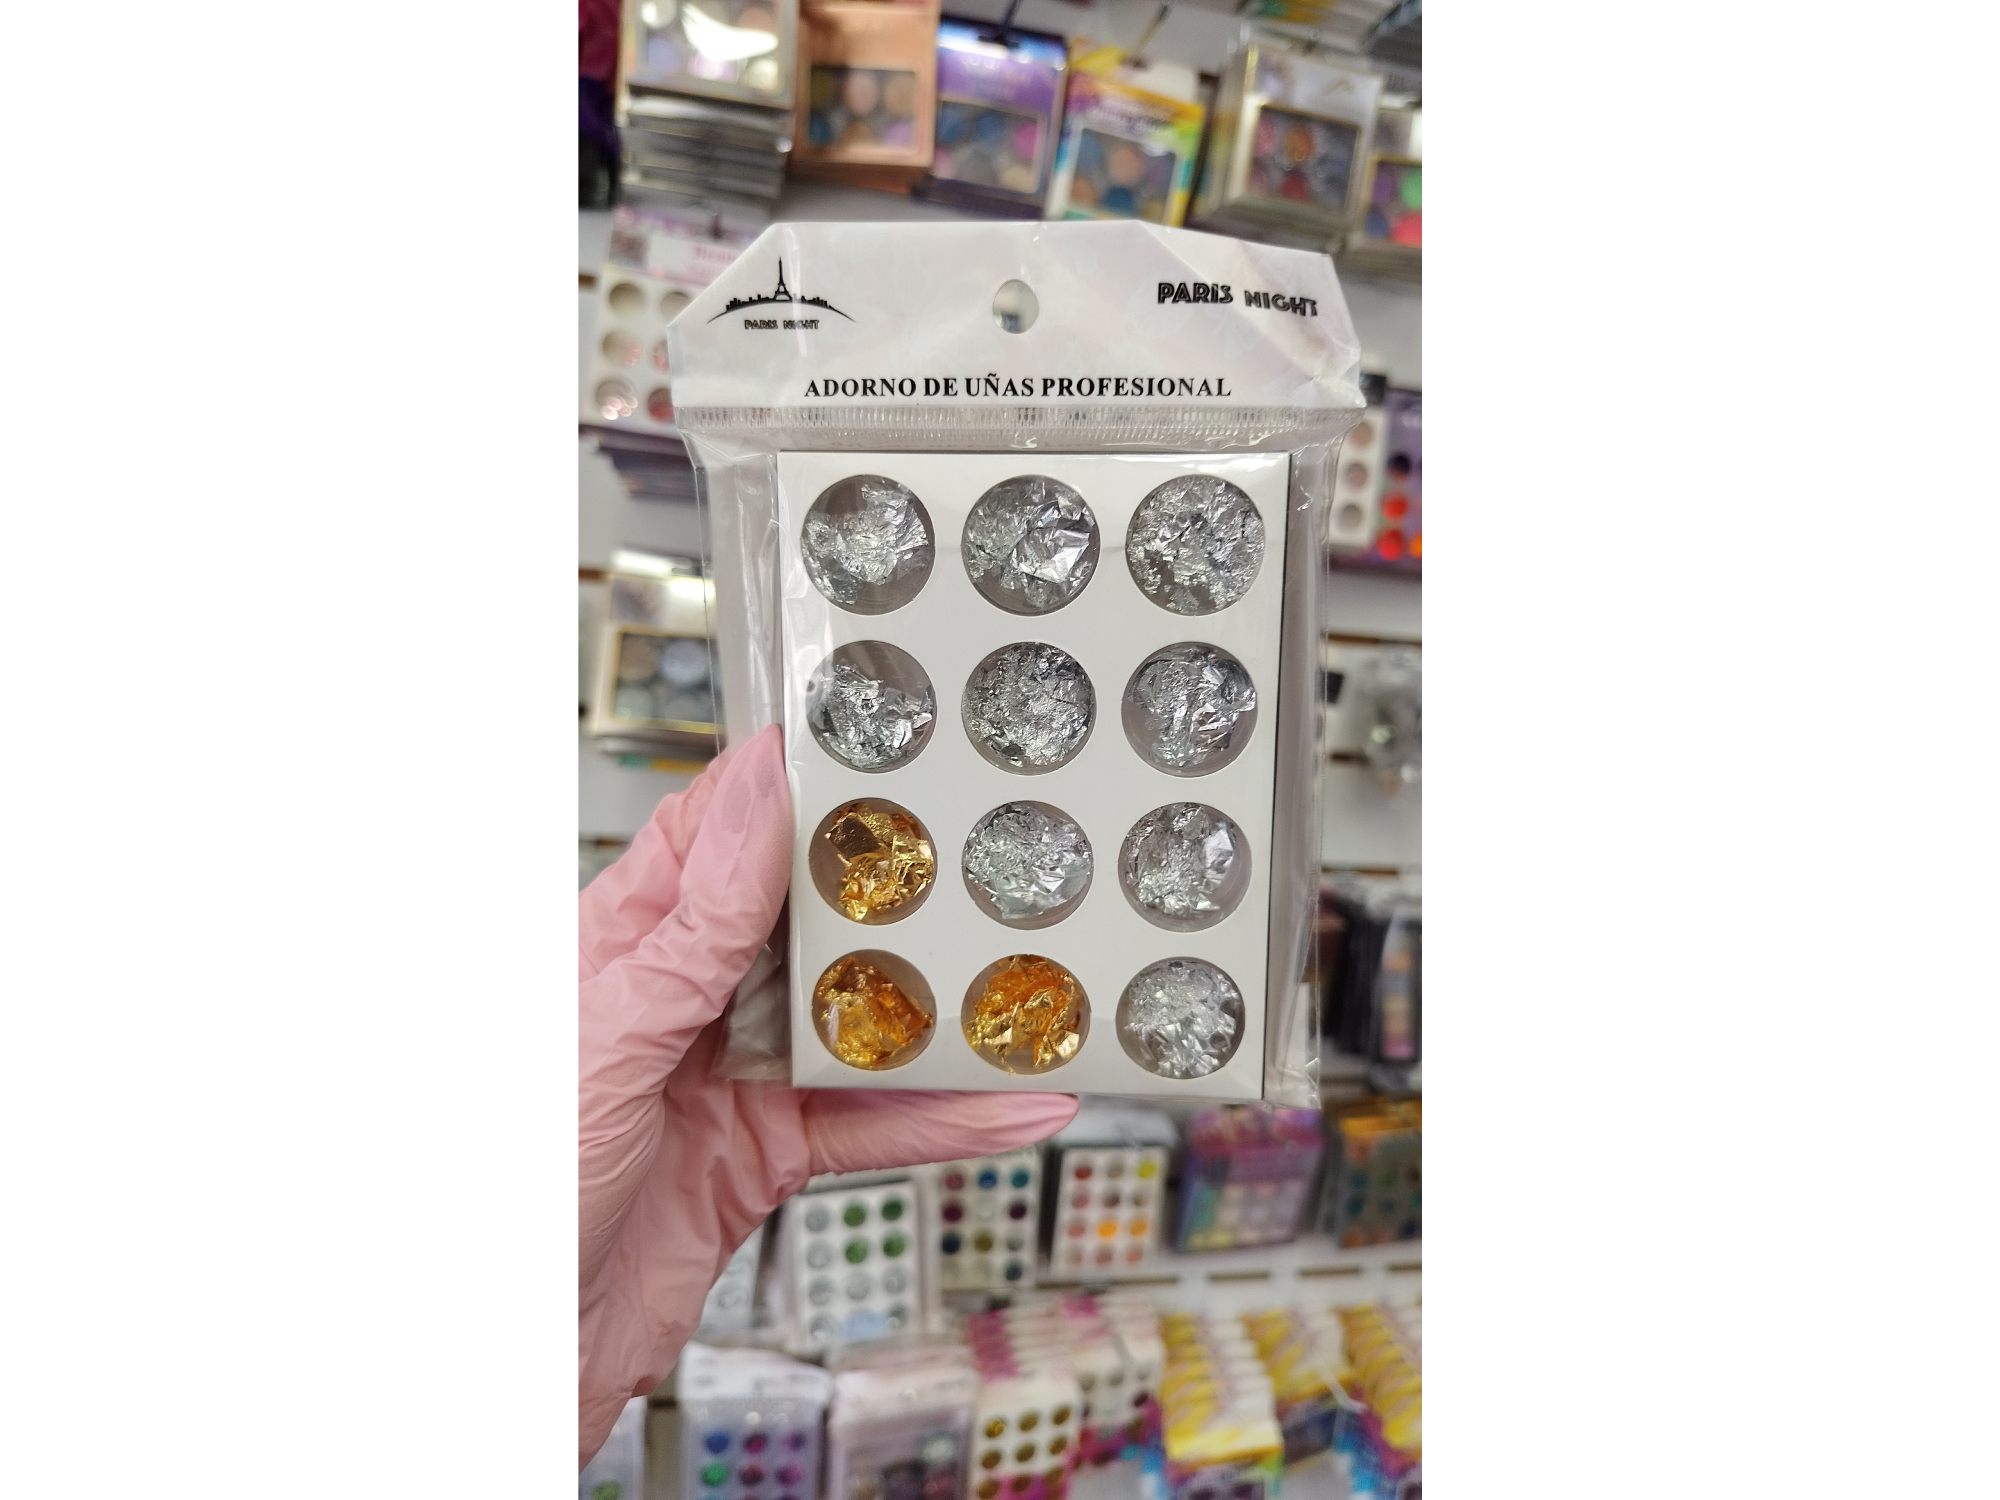 PARIS NIGHT
PARIS NIGHT
ADORNO DE UÑAS PROFESIONAL